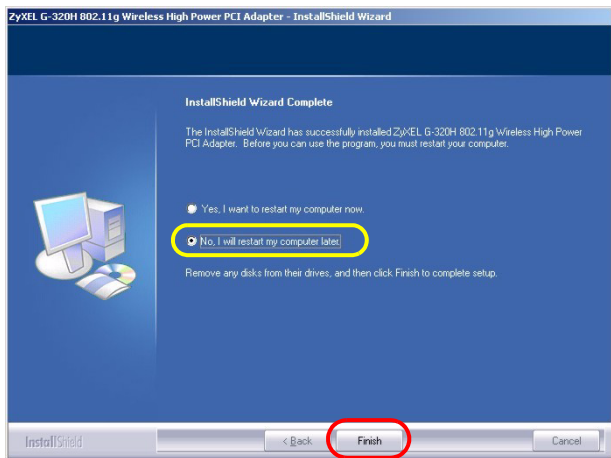 ZyXEL G-320H 802.11g Wireless High Power PCI Adapter - InstallShield Wizard
InstallShield Wizard Complete
The InstallShield Wizard has successfully installed ZyXEL G-320H 802.11g Wireless High Power
PCI Adapter. Before you can use the program, you must restart your computer.
Yes, I want to restart my computer now.
No, I will restart my computer later.
Remove any disks from their drives, and then click Finish to complete setup.
InstallShield
< Back
Finish
Cancel